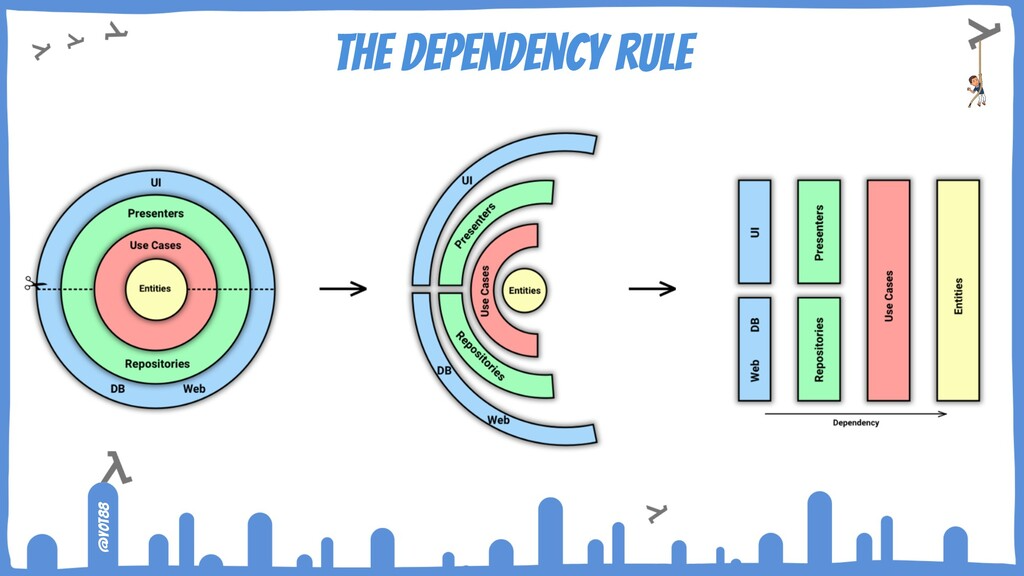 THE DEPENDENCY RULE
UI
Presenters
Use Cases
Entities
Repositories
DB
Web
UI
Presenters
Use Cases
Entities
Repositories
DB
Web
UI
Presenters
Use Cases
Entities
Web DB
Repositories
Dependency
@YOT88